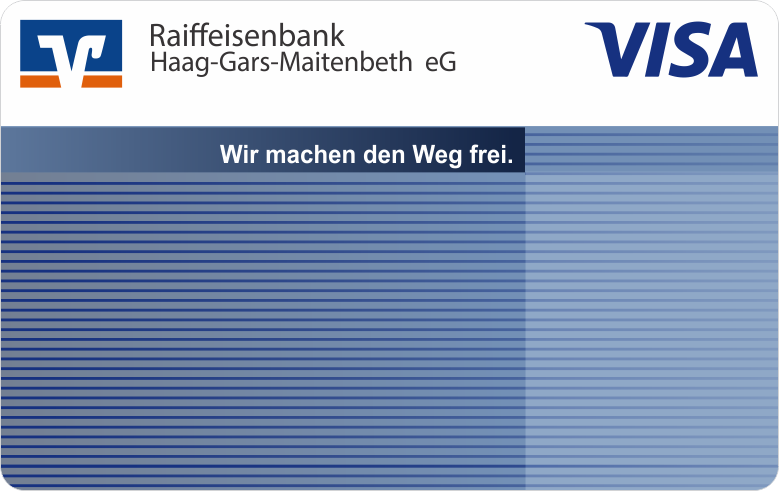 Raiffeisenbank
Haag-Gars-Maitenbeth eG
VISA
Wir machen den Weg frei.